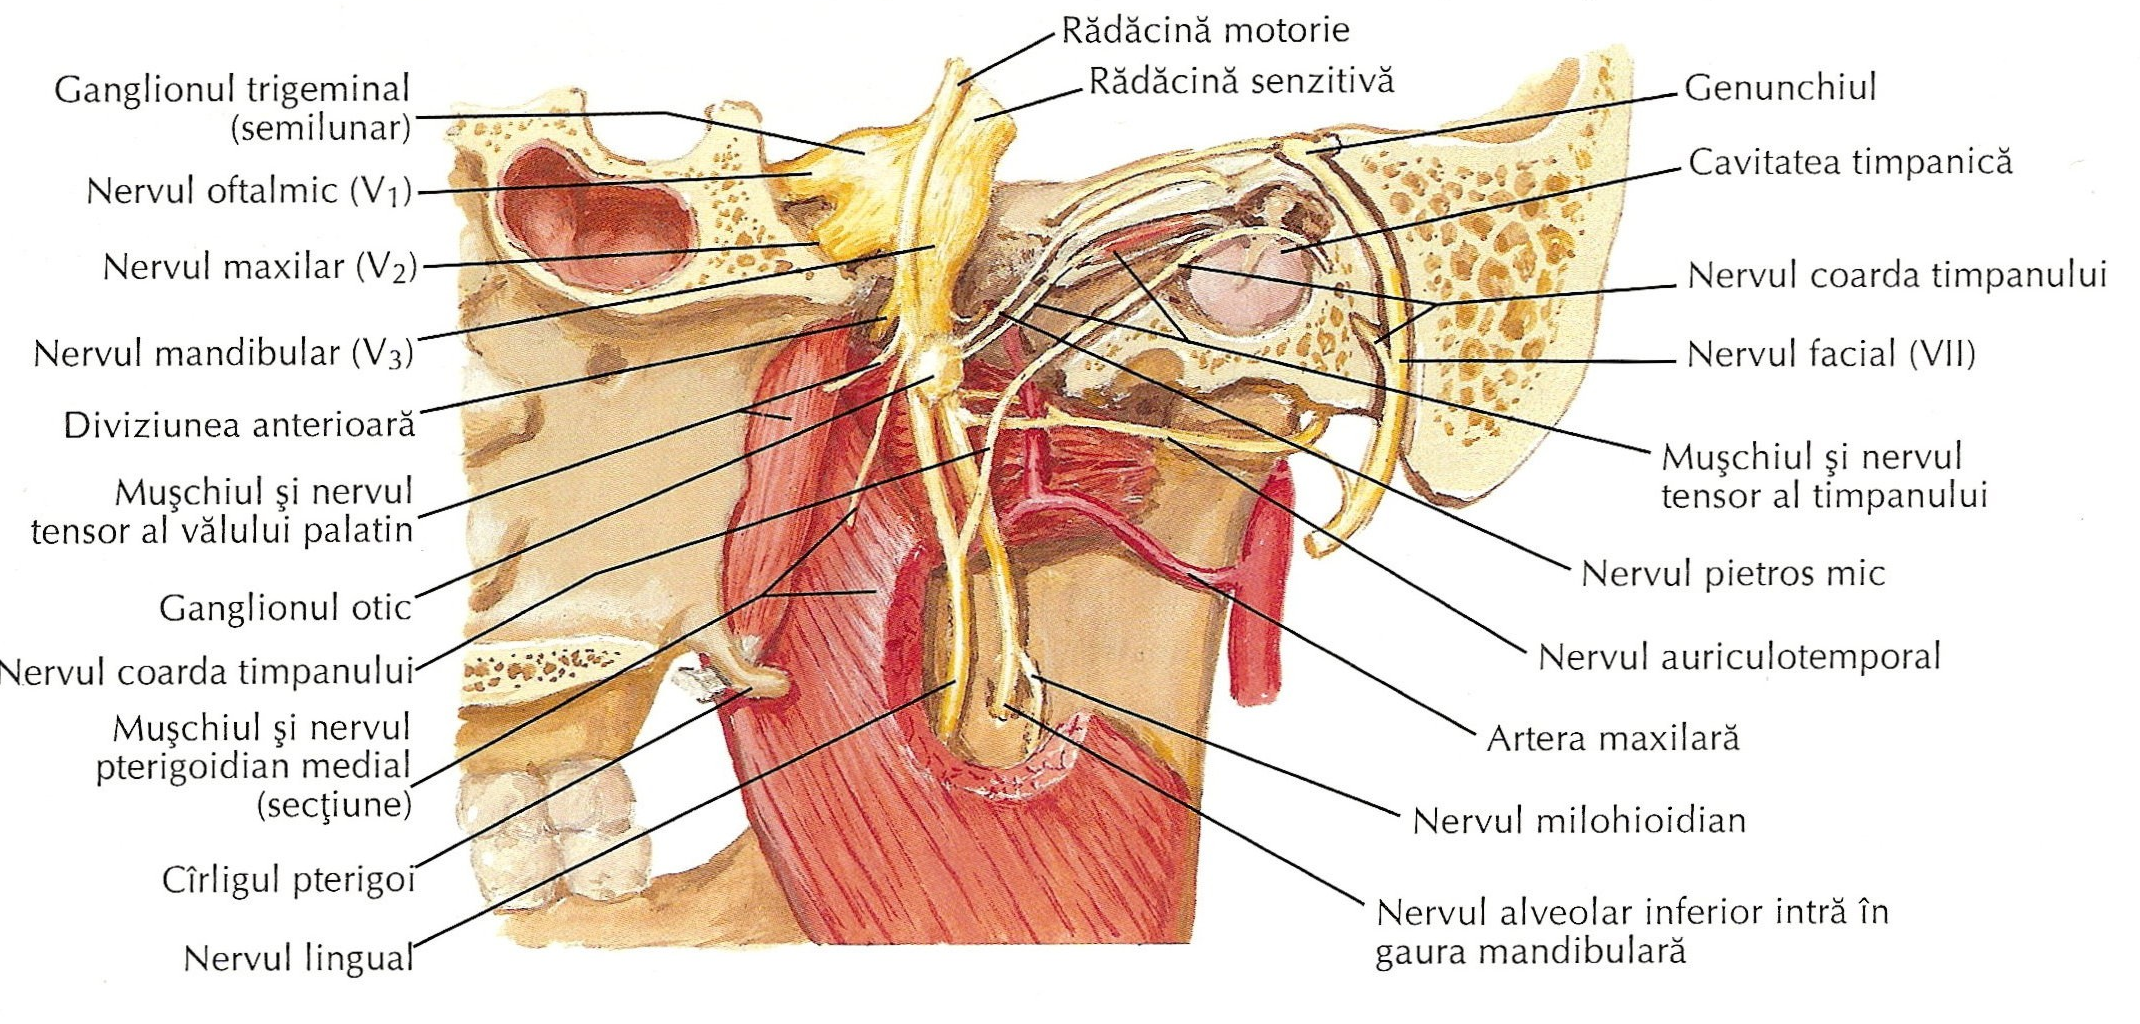 Rădăcină motorie
Rădăcină senzitivă
Ganglionul trigeminal
(semilunar)
Nervul oftalmic (V1)
Nervul maxilar (V2)
Nervul mandibular (V3)
Diviziunea anterioară
Muşchiul şi nervul
tensor al vălului palatin
Ganglionul otic
Nervul coarda timpanului
Muşchiul şi nervul
pterigoidian medial
(secţiune)
Cîrligul pterigoi
Nervul lingual
Genunchiul
Cavitatea timpanică
Nervul coarda timpanului
Nervul facial (VII)
Muşchiul şi nervul
tensor al timpanului
Nervul pietros mic
Nervul auriculotemporal
Artera maxilară
Nervul milohioidian
Nervul alveolar inferior intră în
gaura mandibulară